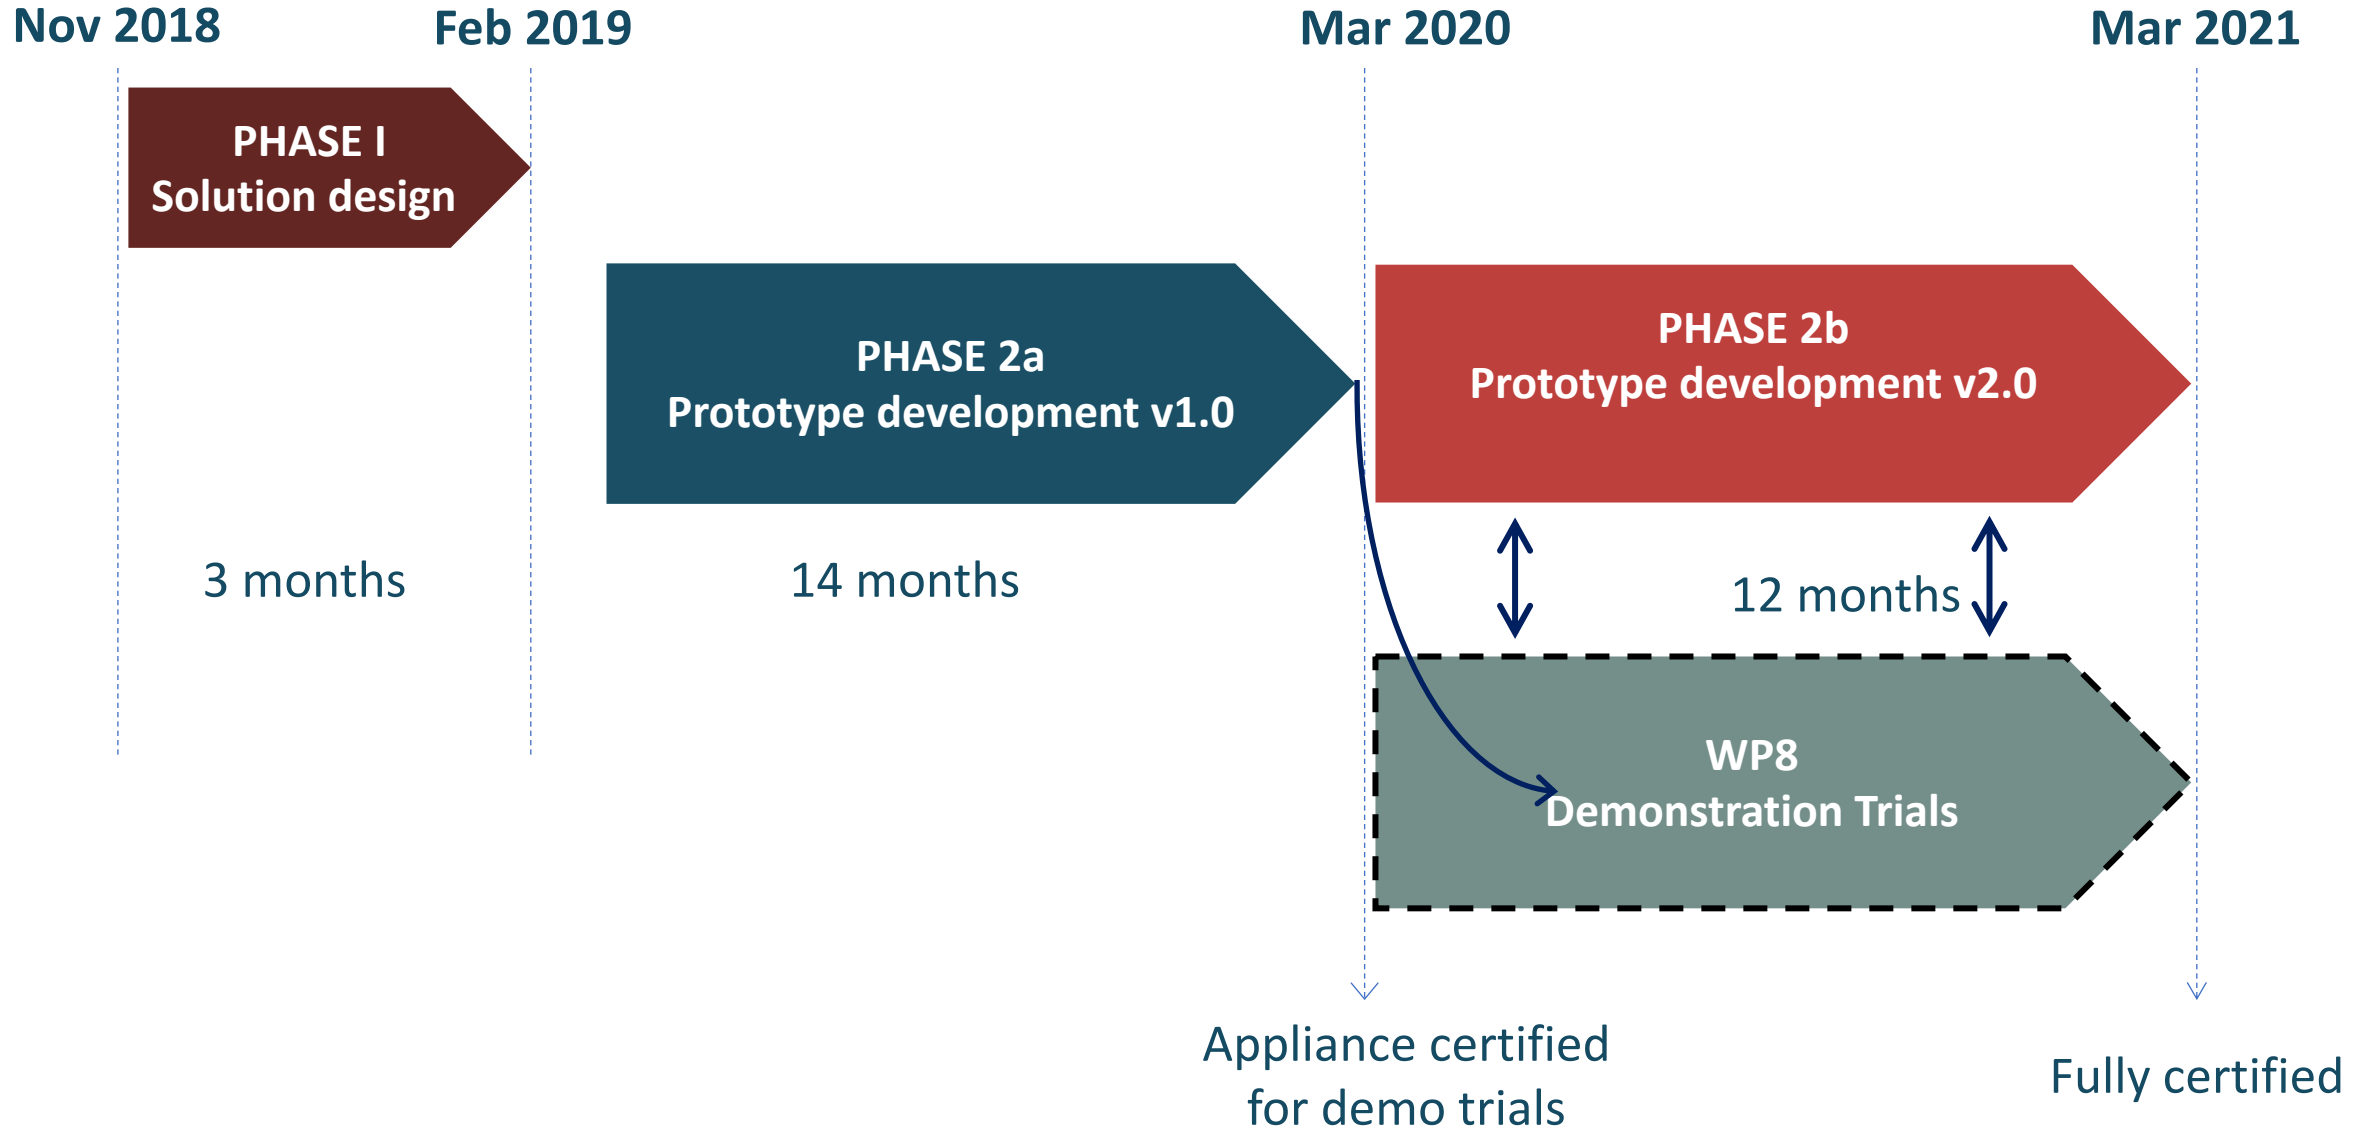 Nov 2018
Feb 2019
Mar 2020
Mar 2021
PHASE I
Solution design
PHASE 2a
Prototype development v1.0
PHASE 2b
Prototype development v2.0
3 months
14 months
12 months
WP8
Demonstration Trials
Appliance certified
for demo trials
Fully certified